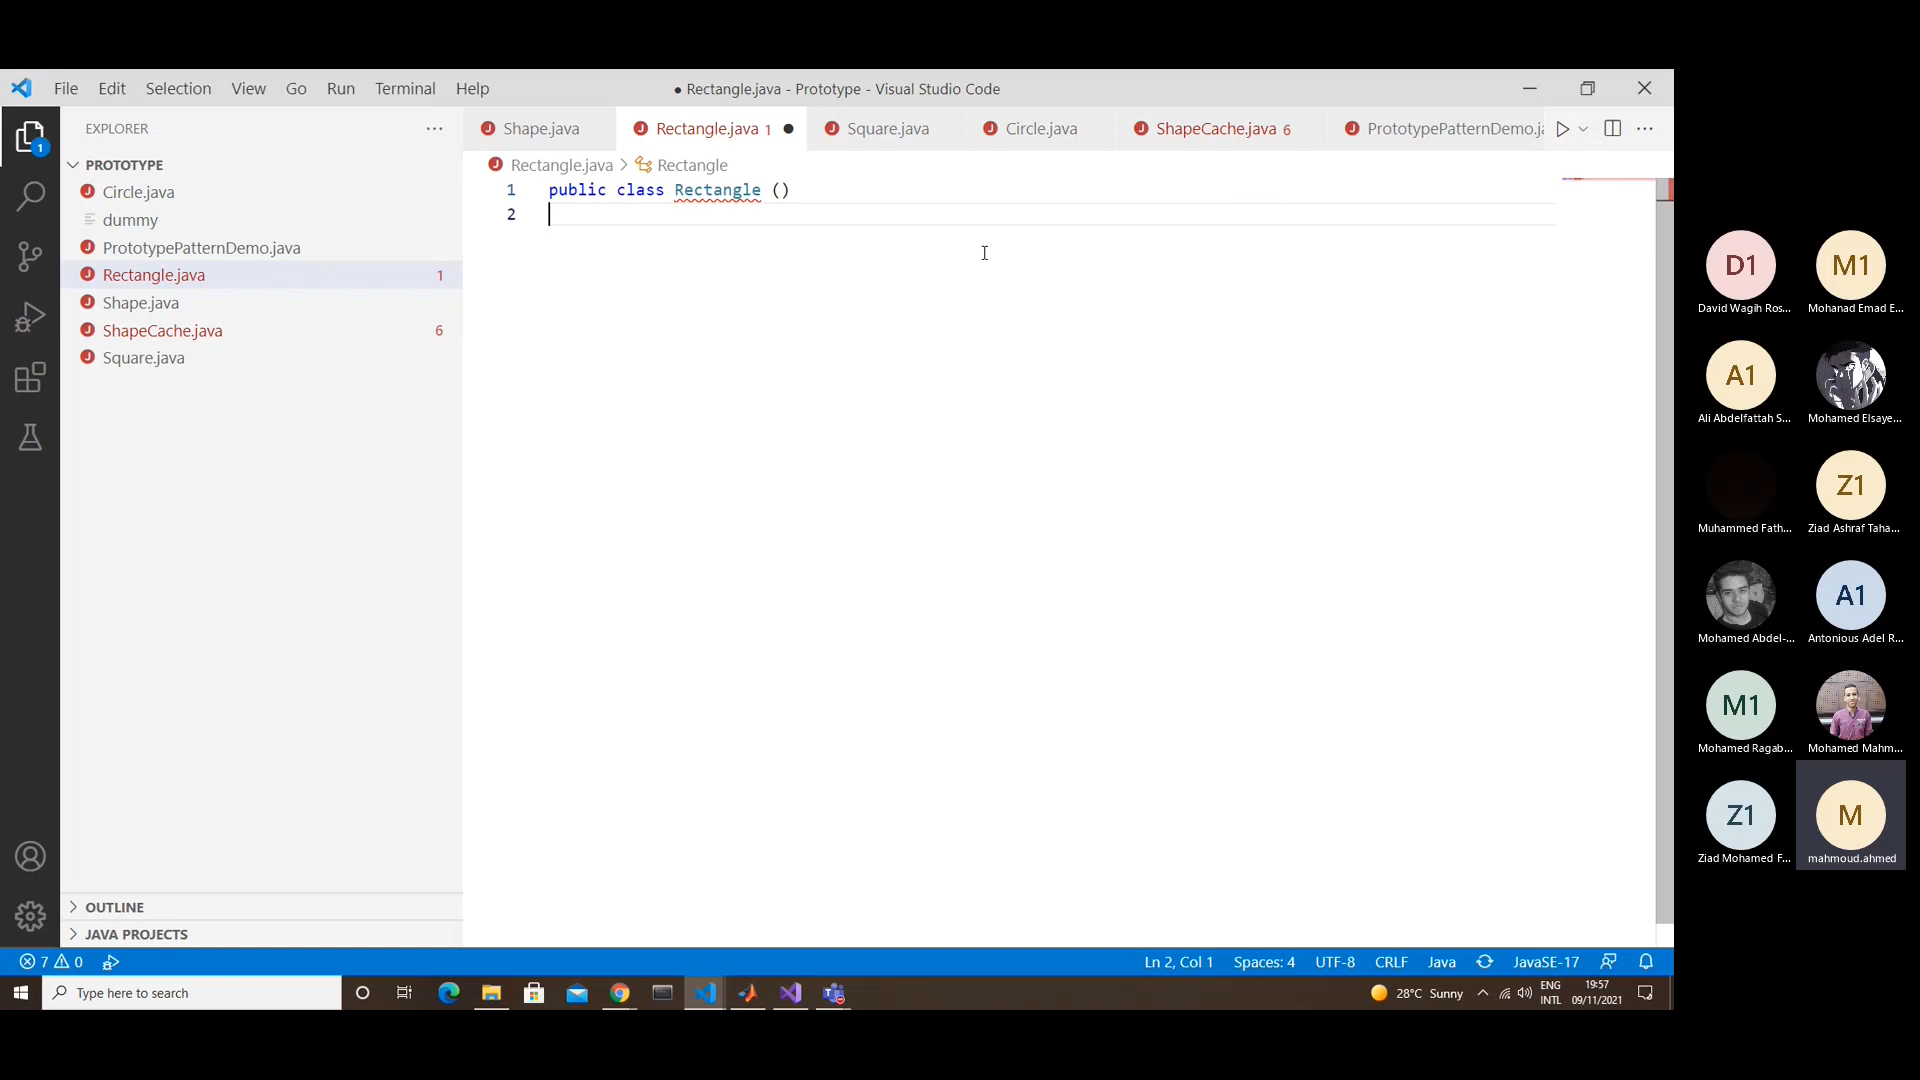 File Edit Selection View Go Run Terminal Help
● Rectangle.java - Prototype - Visual Studio Code
EXPLORER
PROTOTYPE
Circle.java
dummy
PrototypePatternDemo.java
Rectangle.java 1
Shape.java
ShapeCache.java 6
Square.java
OUTLINE
JAVA PROJECTS
1
Shape.java Rectangle.java 1 Square.java Circle.java ShapeCache.java 6 PrototypePatternDemo.ja
Rectangle.java > Rectangle
1 public class Rectangle ()
2
7 0
Ln 2, Col 1 Spaces: 4 UTF-8 CRLF Java JavaSE-17
Type here to search
28°C Sunny
ENG
INTL
19:57
09/11/2021
D1
David Wagih Ros...
M1
Mohanad Emad E...
A1
Ali Abdelfattah S...
Mohamed Elsaye...
Muhammed Fath...
Z1
Ziad Ashraf Taha...
Mohamed Abdel-...
A1
Antonious Adel R...
M1
Mohamed Ragab...
Mohamed Mahm...
Z1
Ziad Mohamed F...
M
mahmoud.ahmed